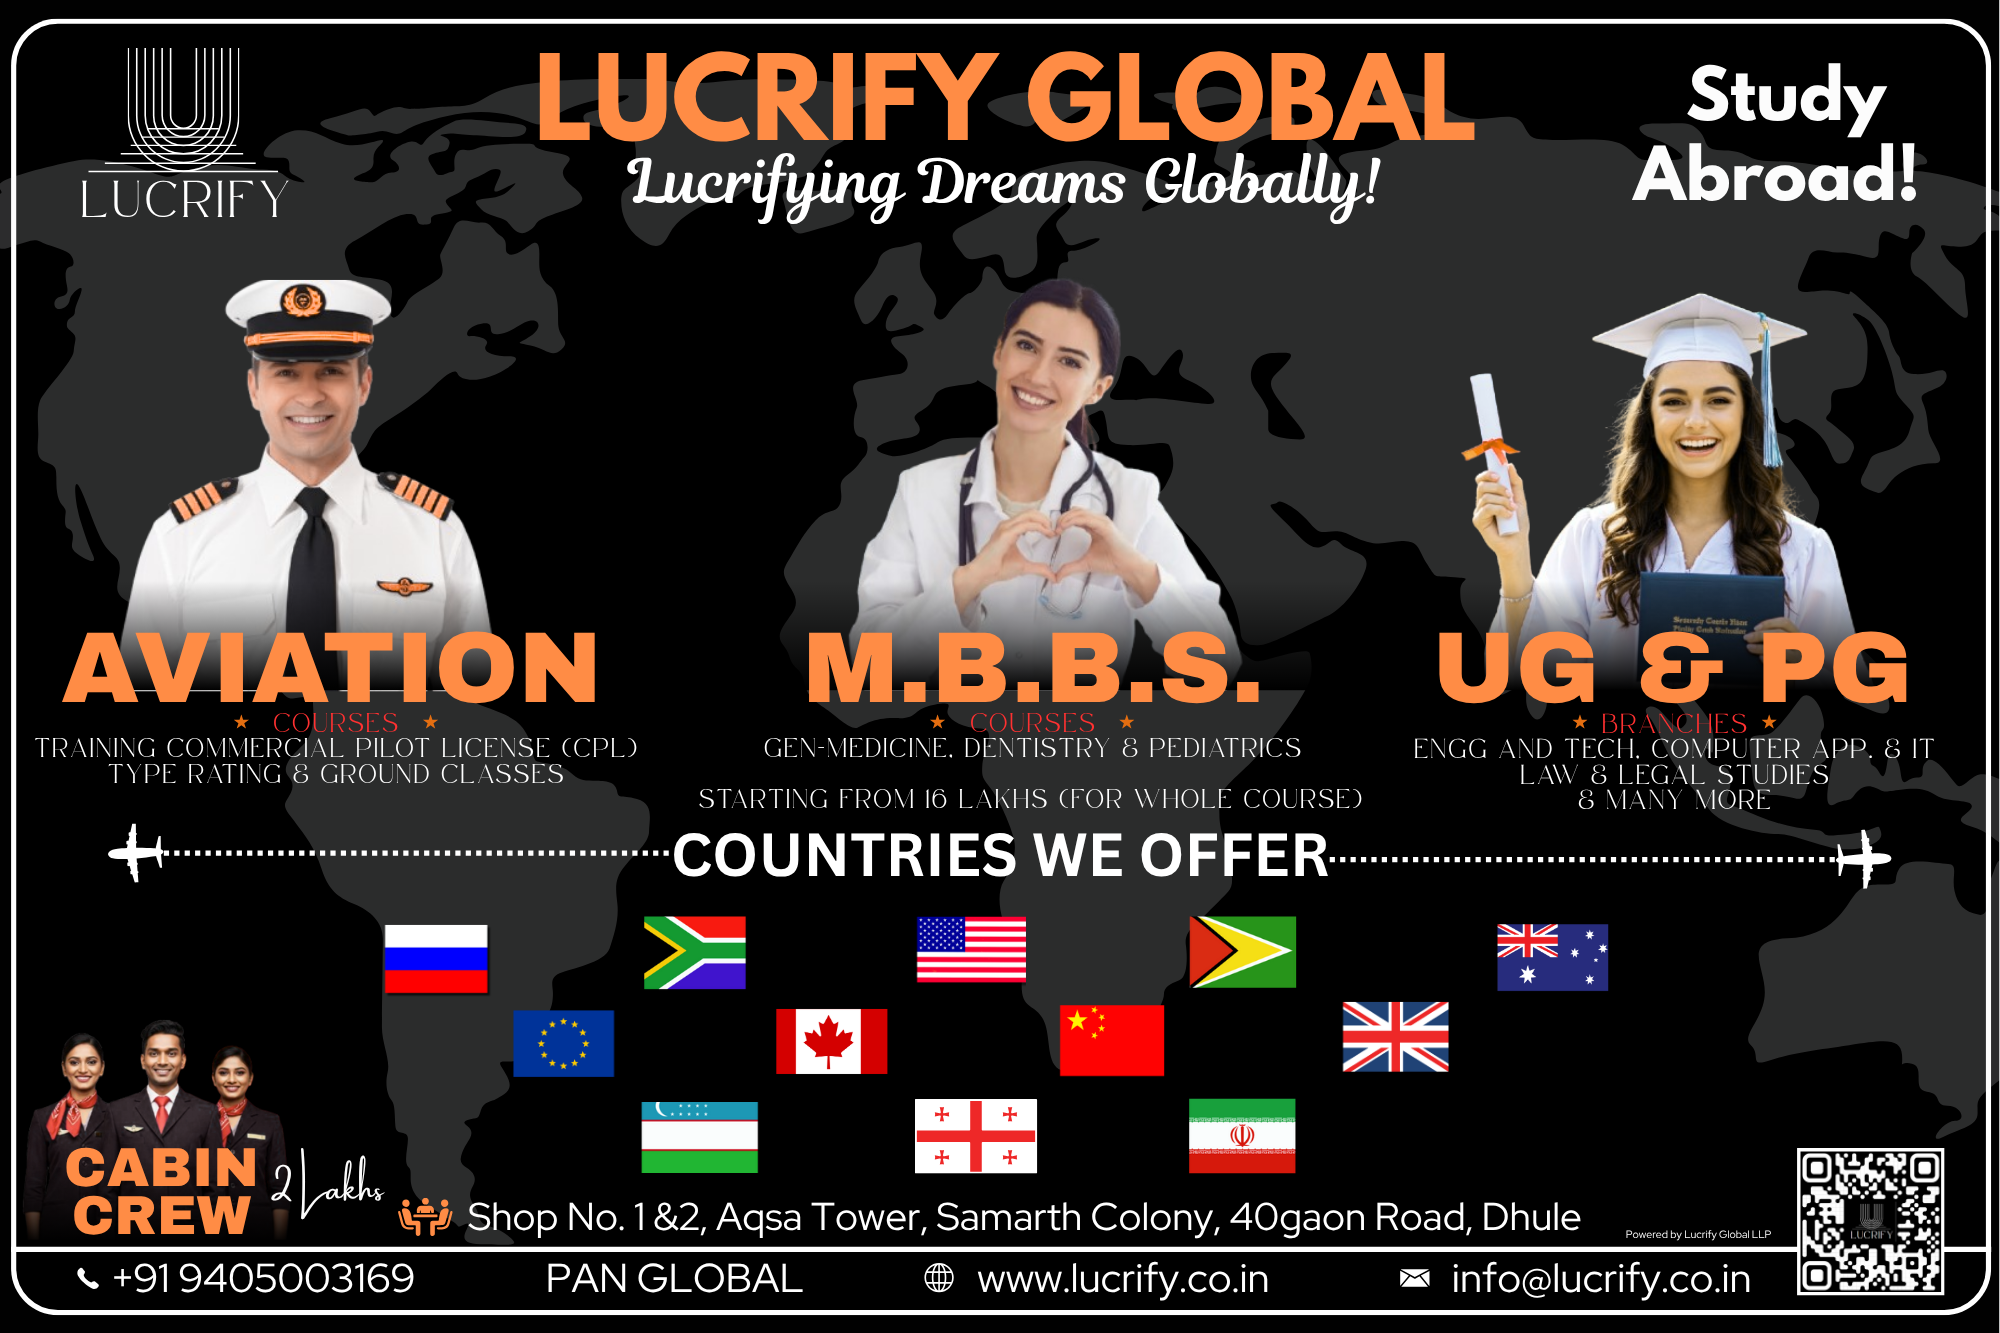 LUCRIFY
LUCRIFY GLOBAL
Lucrifying Dreams Globally!
Study
Abroad!
AVIATION
COURSES
TRAINING COMMERCIAL PILOT LICENSE (CPL)
TYPE RATING & GROUND CLASSES
M.B.B.S.
COURSES
GEN-MEDICINE, DENTISTRY & PEDIATRICS
STARTING FROM 16 LAKHS (FOR WHOLE COURSE)
UG & PG
BRANCHES
ENGG AND TECH, COMPUTER APP. & IT
LAW & LEGAL STUDIES
& MANY MORE
COUNTRIES WE OFFER
CABIN
CREW
2 Lakhs
Shop No. 1 &2, Aqsa Tower, Samarth Colony, 40gaon Road, Dhule
Powered by Lucrify Global LLP
LUCRIFY
+91 9405003169
PAN GLOBAL
www.lucrify.co.in
info@lucrify.co.in